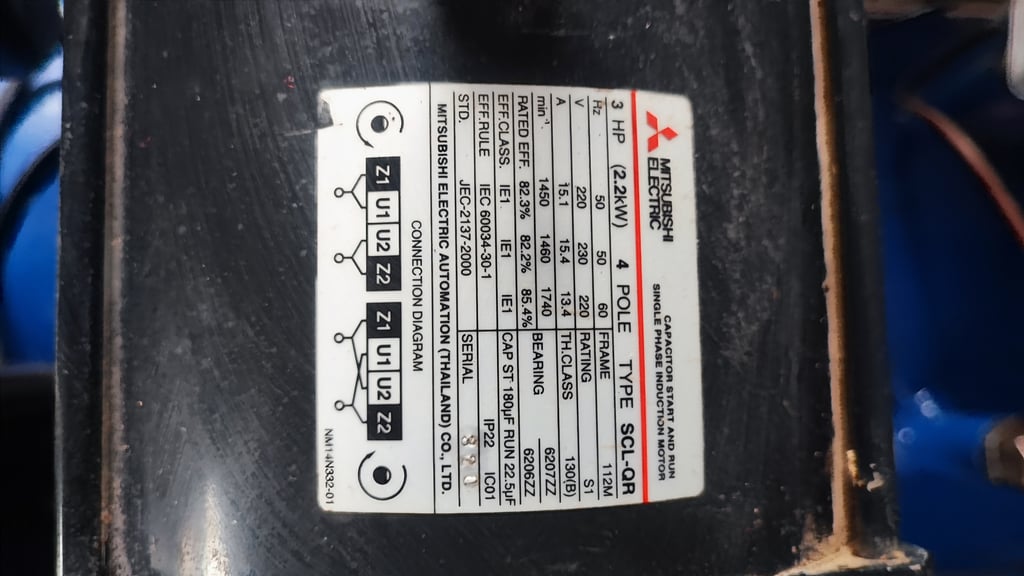 MITSUBISHI ELECTRIC
CAPACITOR START AND RUN
SINGLE PHASE INDUCTION MOTOR
3 HP (2.2kW) 4 POLE TYPE SCL-QR
Hz 50 50 60 FRAME 112M
V 220 230 220 RATING S1
A 15.1 15.4 13.4 TH.CLASS 130(B)
min⁻¹. 1450 1460 1740 BEARING 6207ZZ
RATED EFF. 82.3% 82.2% 85.4% 6206ZZ
EFF.CLASS. IE1 IE1 IE1 CAP ST 180µF RUN 22.5µF
EFF.RULE IEC 60034-30-1 IP22 IC01
STD. JEC-2137-2000 SERIAL
MITSUBISHI ELECTRIC AUTOMATION (THAILAND) CO., LTD.
CONNECTION DIAGRAM
Z1 U1 U2 Z2 Z1 U1 U2 Z2
NM14N332-01